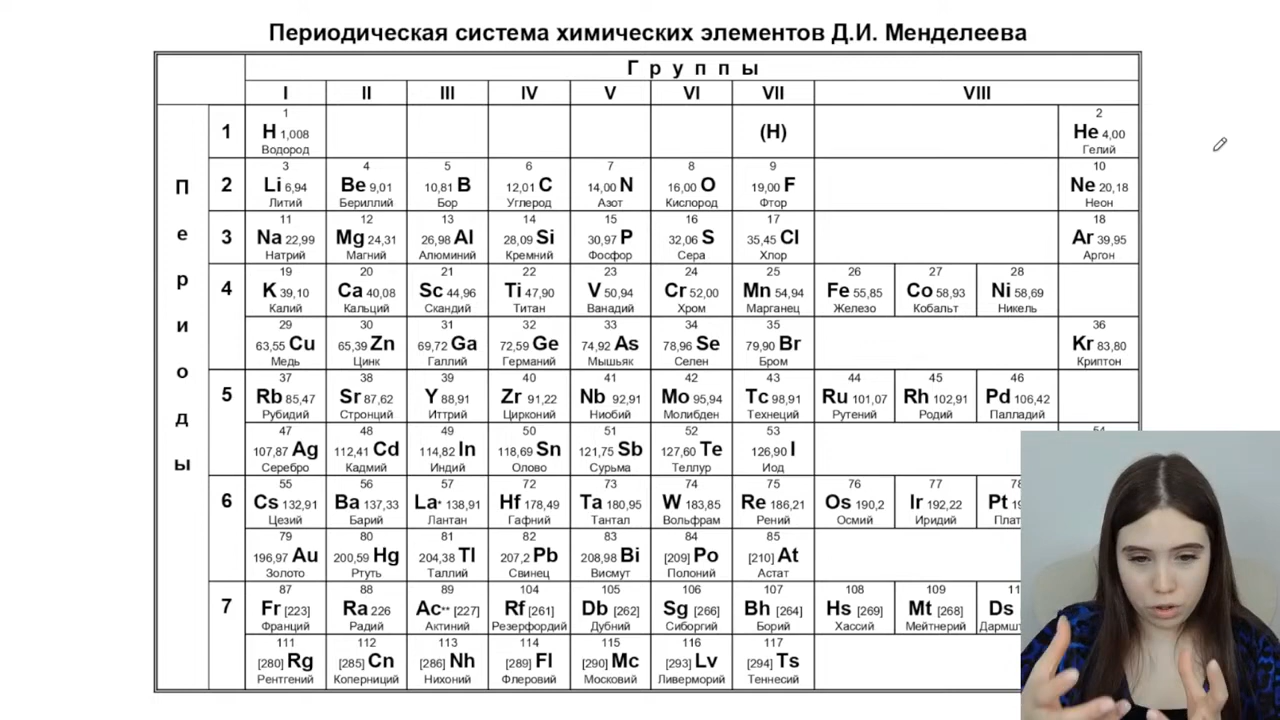 Периодическая система химических элементов Д.И. Менделеева
Г р у п п ы
I II III IV V VI VII VIII
П е р и о д ы
1 2
1 H 1,008 (H) He 4,00
Водород Гелий
3 4 5 6 7 8 9 10
2 Li 6,94 Be 9,01 10,81 B 12,01 C 14,00 N 16,00 O 19,00 F Ne 20,18
Литий Бериллий Бор Углерод Азот Кислород Фтор Неон
11 12 13 14 15 16 17 18
3 Na 22,99 Mg 24,31 26,98 Al 28,09 Si 30,97 P 32,06 S 35,45 Cl Ar 39,95
Натрий Магний Алюминий Кремний Фосфор Сера Хлор Аргон
19 20 21 22 23 24 25 26 27 28
4 K 39,10 Ca 40,08 Sc 44,96 Ti 47,90 V 50,94 Cr 52,00 Mn 54,94 Fe 55,85 Co 58,93 Ni 58,69
Калий Кальций Скандий Титан Ванадий Хром Марганец Железо Кобальт Никель
29 30 31 32 33 34 35 36
63,55 Cu 65,39 Zn 69,72 Ga 72,59 Ge 74,92 As 78,96 Se 79,90 Br Kr 83,80
Медь Цинк Галлий Германий Мышьяк Селен Бром Криптон
37 38 39 40 41 42 43 44 45 46
5 Rb 85,47 Sr 87,62 Y 88,91 Zr 91,22 Nb 92,91 Mo 95,94 Tc 98,91 Ru 101,07 Rh 102,91 Pd 106,42
Рубидий Стронций Иттрий Цирконий Ниобий Молибден Технеций Рутений Родий Палладий
47 48 49 50 51 52 53
107,87 Ag 112,41 Cd 114,82 In 118,69 Sn 121,75 Sb 127,60 Te 126,90 I
Серебро Кадмий Индий Олово Сурьма Теллур Иод
55 56 57 72 73 74 75 76 77
6 Cs 132,91 Ba 137,33 La* 138,91 Hf 178,49 Ta 180,95 W 183,85 Re 186,21 Os 190,2 Ir 192,22 Pt
Цезий Барий Лантан Гафний Тантал Вольфрам Рений Осмий Иридий
79 80 81 82 83 84 85
196,97 Au 200,59 Hg 204,38 Tl 207,2 Pb 208,98 Bi [209] Po [210] At
Золото Ртуть Таллий Свинец Висмут Полоний Астат
87 88 89 104 105 106 107 108 109
7 Fr [223] Ra 226 Ac** [227] Rf [261] Db [262] Sg [266] Bh [264] Hs [269] Mt [268] Ds
Франций Радий Актиний Резерфордий Дубний Сиборгий Борий Хассий Мейтнерий
111 112 113 114 115 116 117
[280] Rg [285] Cn [286] Nh [289] Fl [290] Mc [293] Lv [294] Ts
Рентгений Коперниций Нихоний Флеровий Московий Ливерморий Теннесий